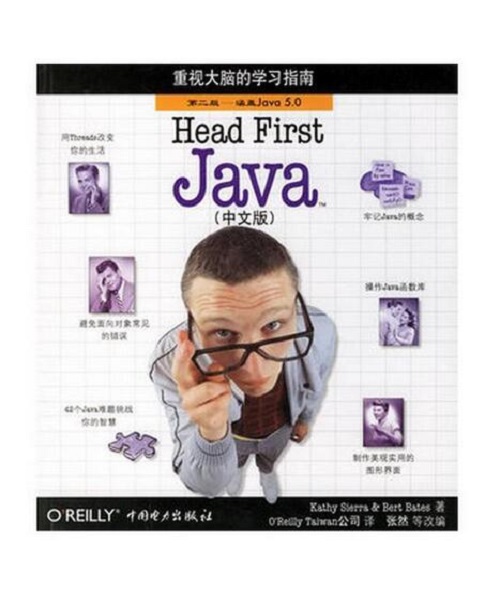 重视大脑的学习指南
第二版——涵盖Java 5.0
Head First
Java™
(中文版)
用Threads改变
你的生活
牢记Java的概念
避免面向对象常见
的错误
操作Java函数库
62个Java难题挑战
你的智慧
制作美观实用的
图形界面
Kathy Sierra & Bert Bates 著
O'Reilly Taiwan公司 译 张然 等改编
O'REILLY® 中国电力出版社